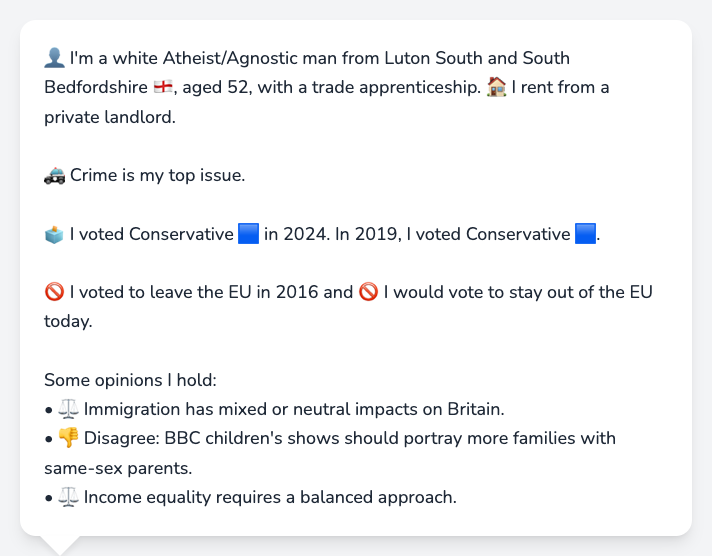 👤 I'm a white Atheist/Agnostic man from Luton South and South
Bedfordshire 🏴󠁧󠁢󠁥󠁮󠁧󠁿, aged 52, with a trade apprenticeship. 🏠 I rent from a
private landlord.
🚓 Crime is my top issue.
🗳️ I voted Conservative 🟦 in 2024. In 2019, I voted Conservative 🟦.
🚫 I voted to leave the EU in 2016 and 🚫 I would vote to stay out of the EU
today.
Some opinions I hold:
• ⚖️ Immigration has mixed or neutral impacts on Britain.
• 👎 Disagree: BBC children's shows should portray more families with
same-sex parents.
• ⚖️ Income equality requires a balanced approach.